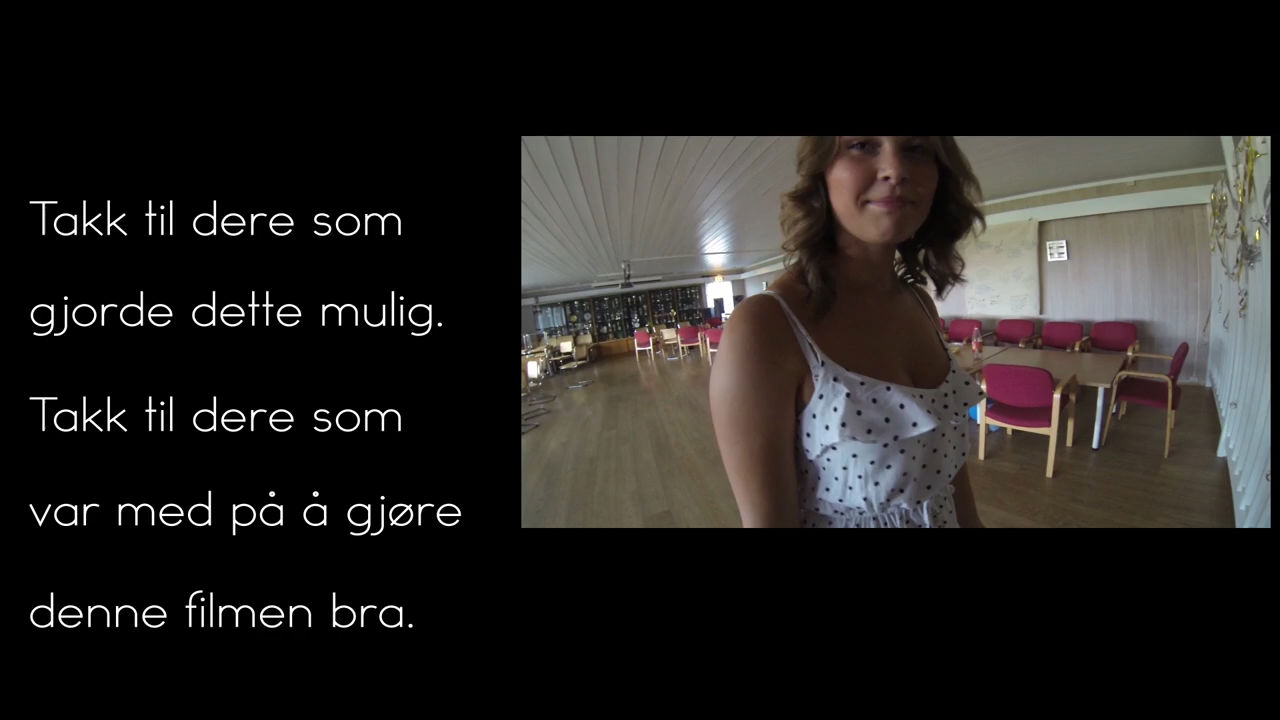 Takk til dere som
gjorde dette mulig.
Takk til dere som
var med på å gjøre
denne filmen bra.